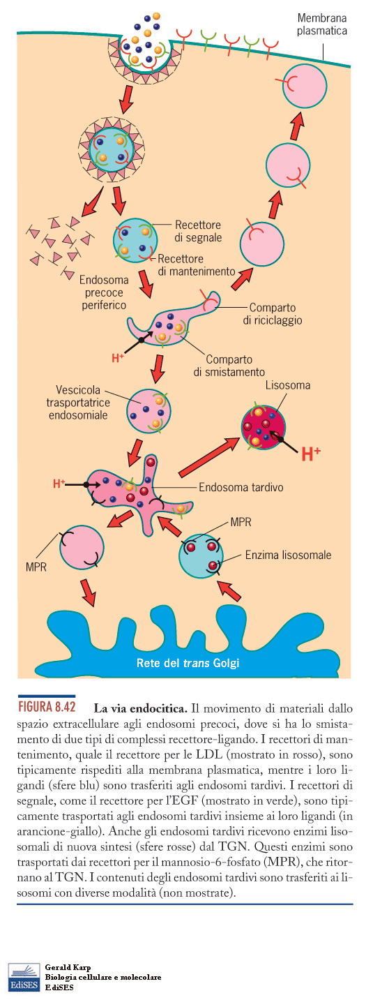 Membrana
plasmatica
Recettore
di segnale
Recettore
di mantenimento
Endosoma
precoce
periferico
Comparto
di riciclaggio
H+
Comparto
di smistamento
Vescicola
trasportatrice
endosomiale
Lisosoma
H+
H+
Endosoma tardivo
MPR
MPR
Enzima lisosomale
Rete del trans Golgi
FIGURA 8.42 La via endocitica. Il movimento di materiali dallo
spazio extracellulare agli endosomi precoci, dove si ha lo smista-
mento di due tipi di complessi recettore-ligando. I recettori di man-
tenimento, quale il recettore per le LDL (mostrato in rosso), sono
tipicamente rispediti alla membrana plasmatica, mentre i loro li-
gandi (sfere blu) sono trasferiti agli endosomi tardivi. I recettori di
segnale, come il recettore per l'EGF (mostrato in verde), sono tipi-
camente trasportati agli endosomi tardivi insieme ai loro ligandi (in
arancione-giallo). Anche gli endosomi tardivi ricevono enzimi liso-
somali di nuova sintesi (sfere rosse) dal TGN. Questi enzimi sono
trasportati dai recettori per il mannosio-6-fosfato (MPR), che ritor-
nano al TGN. I contenuti degli endosomi tardivi sono trasferiti ai li-
sosomi con diverse modalità (non mostrate).
Gerald Karp
Biologia cellulare e molecolare
EdiSES
EdiSES